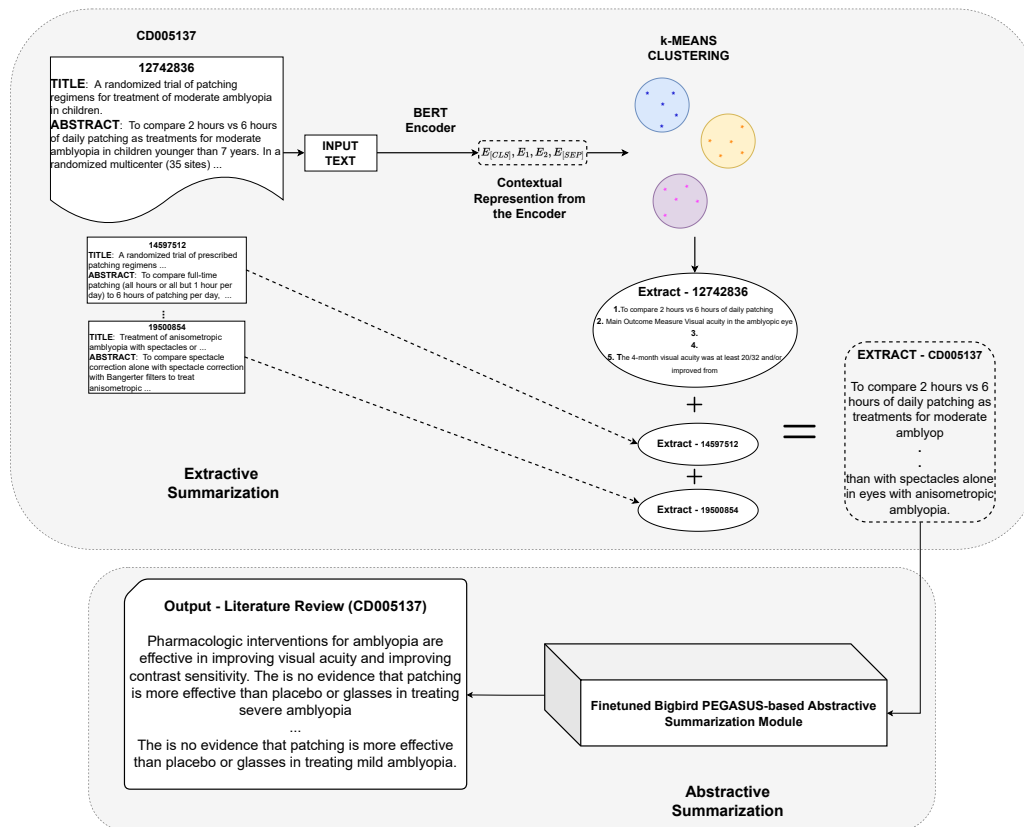 CD005137
12742836
TITLE: A randomized trial of patching
regimens for treatment of moderate amblyopia
in children.
ABSTRACT: To compare 2 hours vs 6 hours
of daily patching as treatments for moderate
amblyopia in children younger than 7 years. In a
randomized multicenter (35 sites) ...
INPUT
TEXT
BERT
Encoder
E[CLS], E1, E2, E[SEP]
Contextual
Represention from
the Encoder
k-MEANS
CLUSTERING
14597512
TITLE: A randomized trial of prescribed
patching regimens ...
ABSTRACT: To compare full-time
patching (all hours or all but 1 hour per
day) to 6 hours of patching per day, ...
19500854
TITLE: Treatment of anisometropic
amblyopia with spectacles or ...
ABSTRACT: To compare spectacle
correction alone with spectacle correction
with Bangerter filters to treat
anisometropic ...
Extract - 12742836
1.To compare 2 hours vs 6 hours of daily patching
2. Main Outcome Measure Visual acuity in the amblyopic eye
3.
4.
5. The 4-month visual acuity was at least 20/32 and/or
improved from
+
Extract - 14597512
+
Extract - 19500854
=
EXTRACT - CD005137
To compare 2 hours vs 6
hours of daily patching as
treatments for moderate
amblyop
.
.
than with spectacles alone
in eyes with anisometropic
amblyopia.
Extractive
Summarization
Output - Literature Review (CD005137)
Pharmacologic interventions for amblyopia are
effective in improving visual acuity and improving
contrast sensitivity. The is no evidence that patching
is more effective than placebo or glasses in treating
severe amblyopia
...
The is no evidence that patching is more effective
than placebo or glasses in treating mild amblyopia.
Finetuned Bigbird PEGASUS-based Abstractive
Summarization Module
Abstractive
Summarization